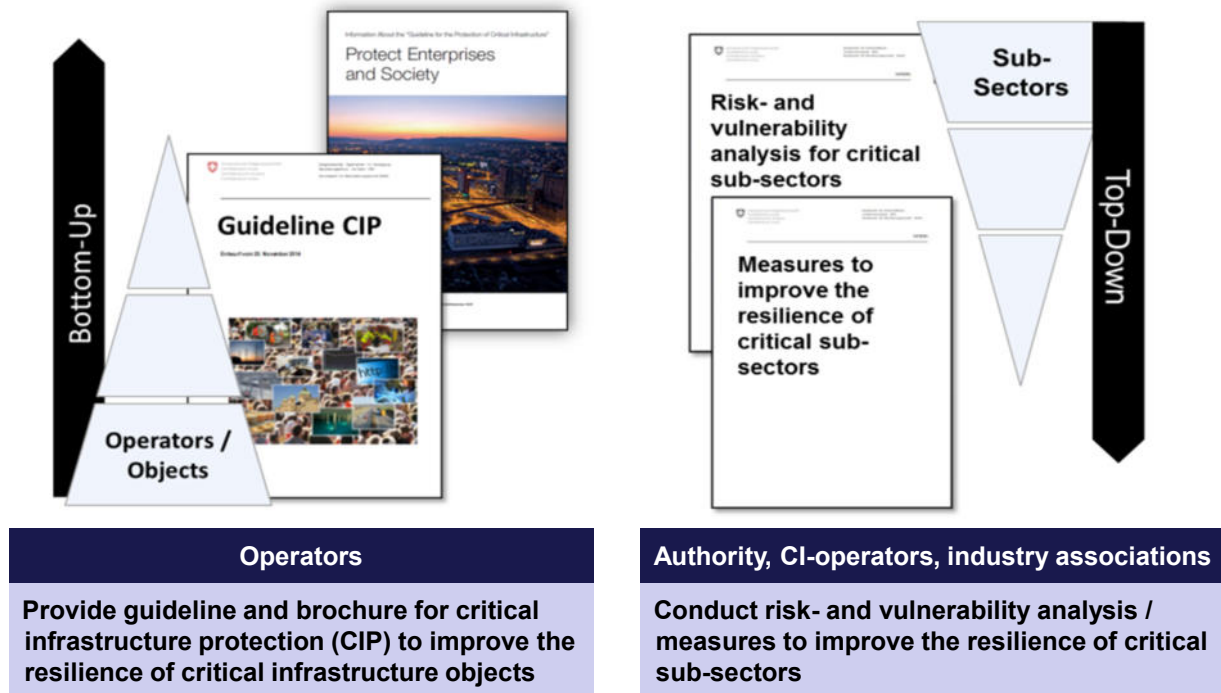 Information About the "Guideline for the Protection of Critical Infrastructure"
Protect Enterprises
and Society
Bottom-Up
Guideline CIP
http
Operators /
Objects
Sub-
Sectors
Risk- and
vulnerability
analysis for critical
sub-sectors
Top-Down
Measures to
improve the
resilience of
critical sub-
sectors
Operators
Provide guideline and brochure for critical
infrastructure protection (CIP) to improve the
resilience of critical infrastructure objects
Authority, CI-operators, industry associations
Conduct risk- and vulnerability analysis /
measures to improve the resilience of critical
sub-sectors